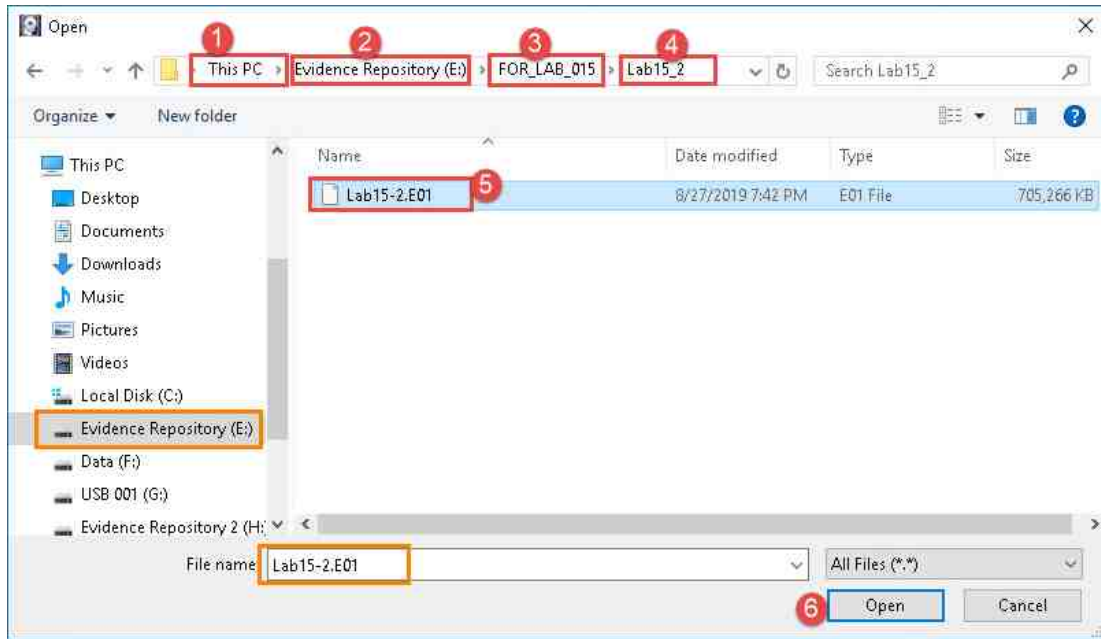 Open
1 2 3 4
This PC > Evidence Repository (E:) > FOR_LAB_015 > Lab15_2
Search Lab15_2
Organize New folder
Name Date modified Type Size
This PC
Lab15-2.E01 5 8/27/2019 7:42 PM E01 File 705,266 KB
Desktop
Documents
Downloads
Music
Pictures
Videos
Local Disk (C:)
Evidence Repository (E:)
Data (F:)
USB 001 (G:)
Evidence Repository 2 (H:
File name Lab15-2.E01 All Files (*.*)
6 Open Cancel